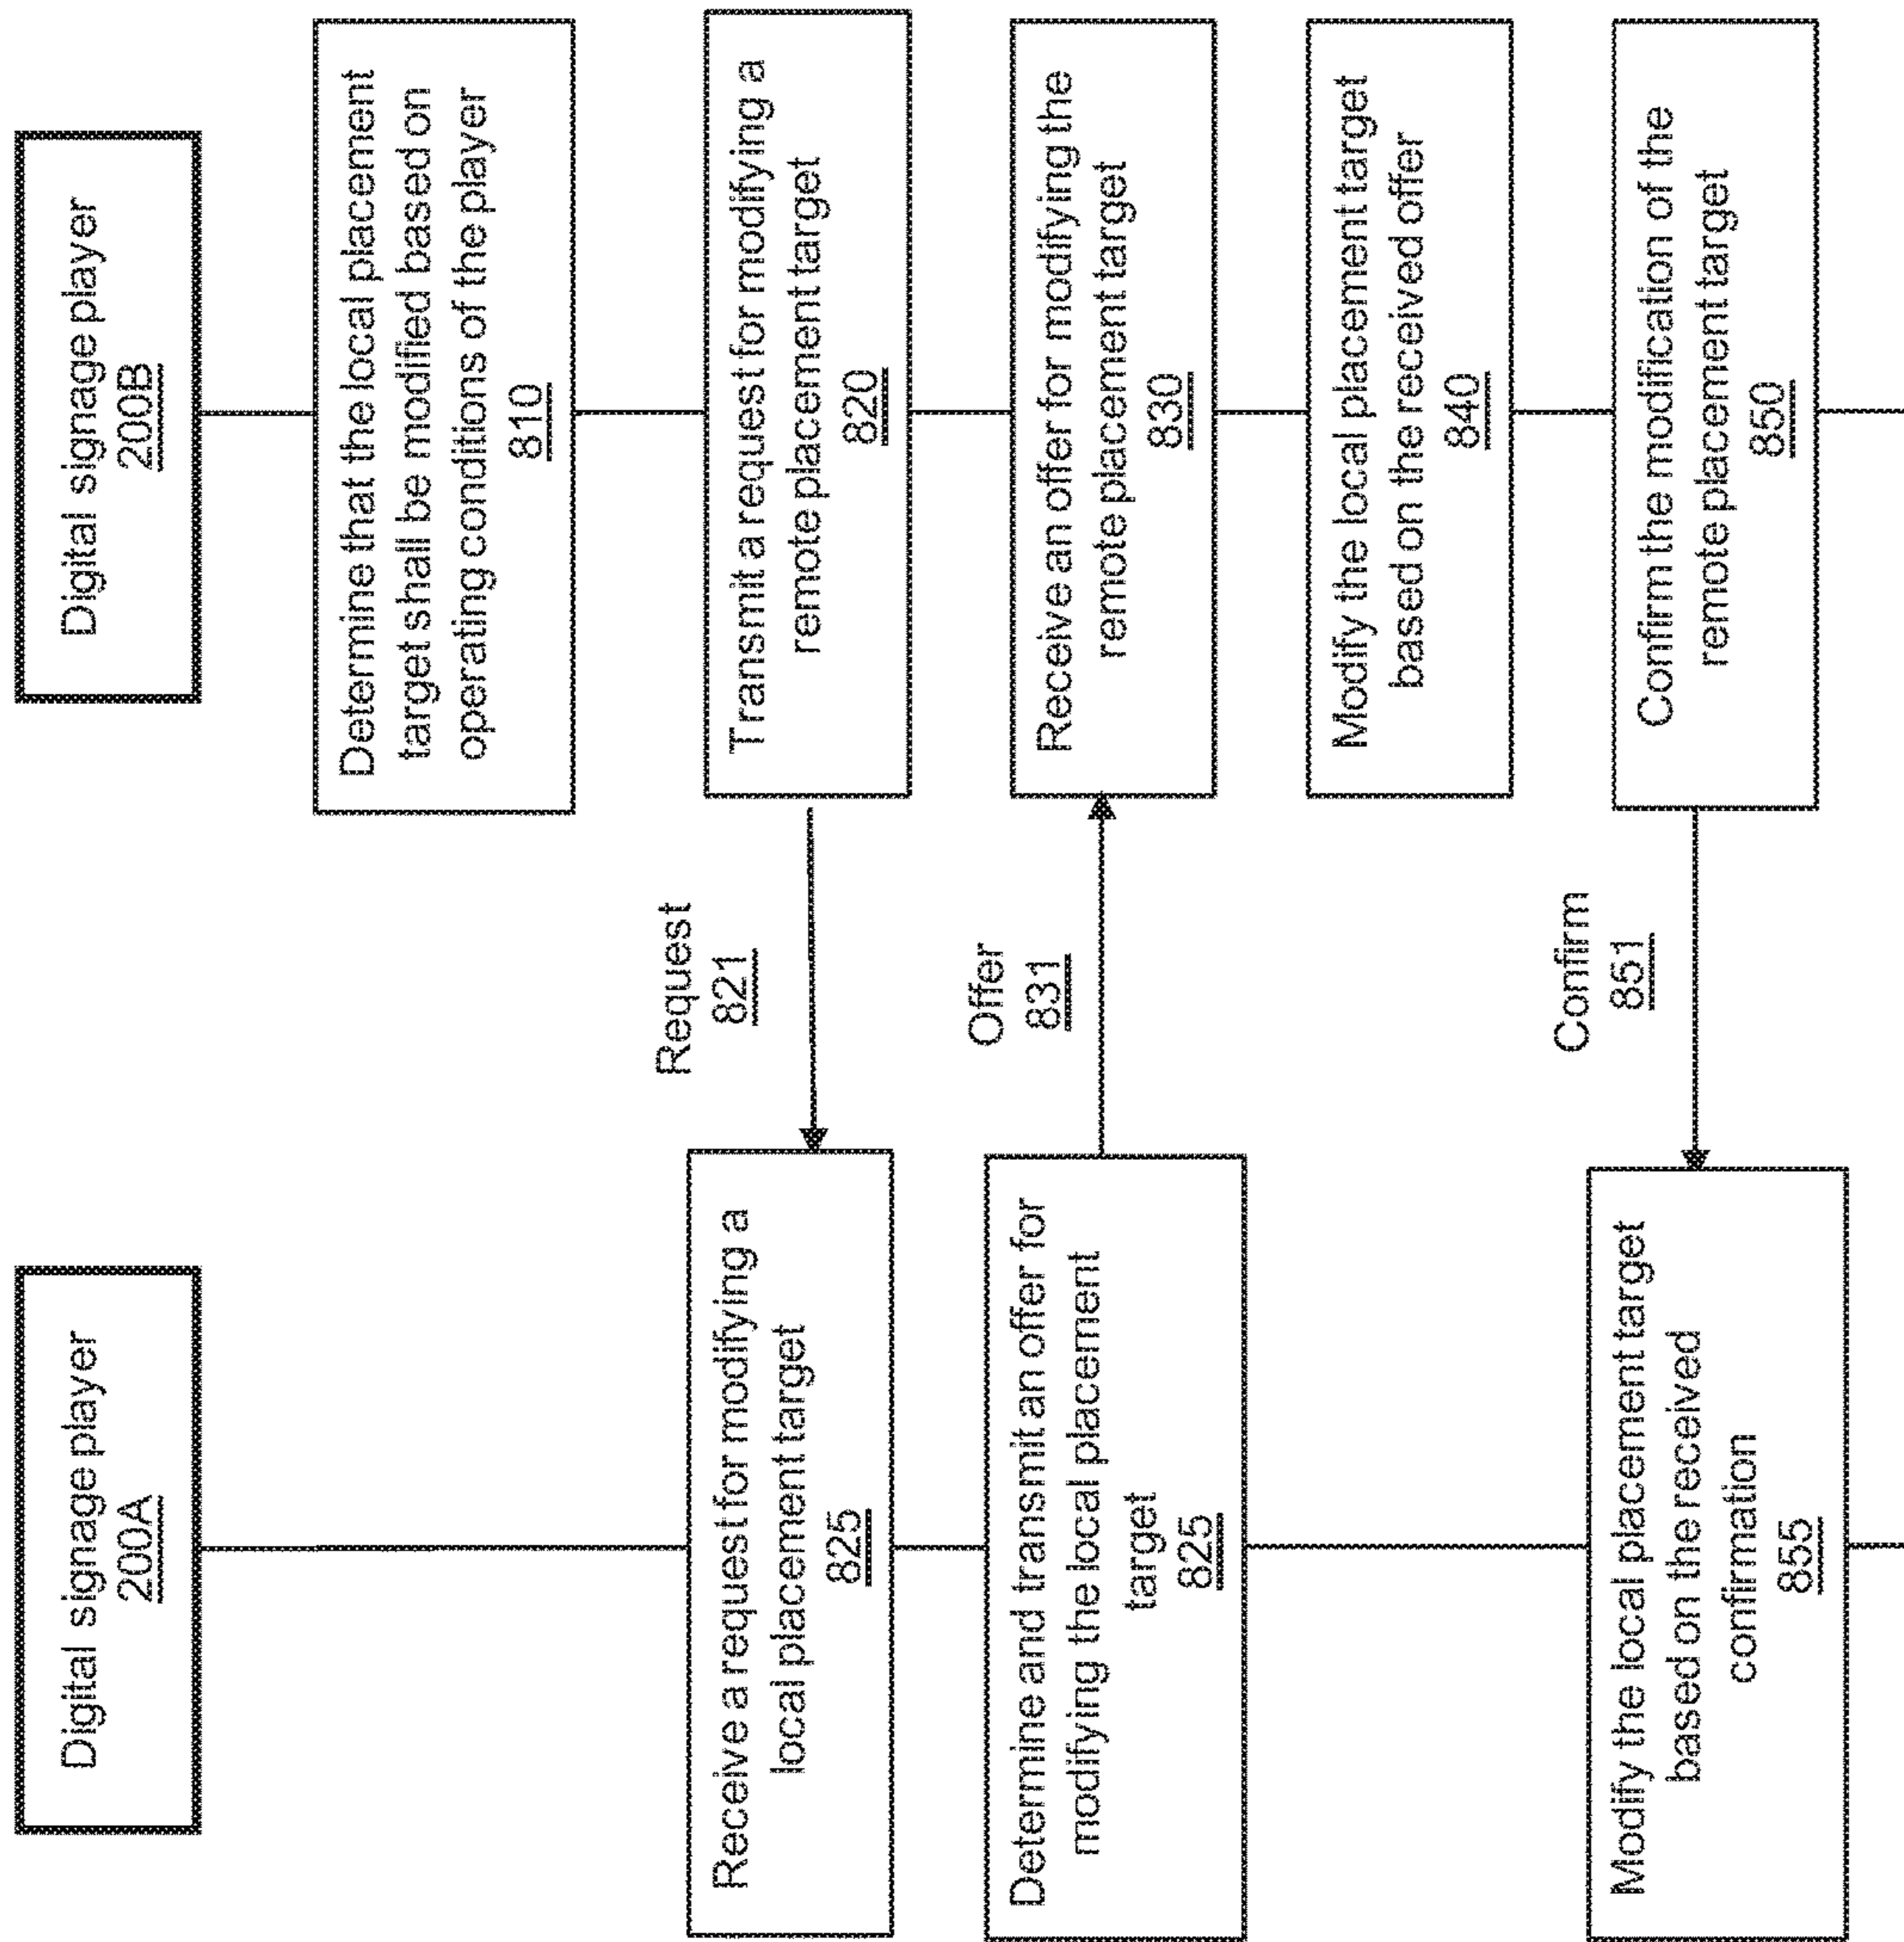 Digital signage player
200A
Receive a request for modifying a
local placement target
825
Determine and transmit an offer for
modifying the local placement
target
825
Modify the local placement target
based on the received
confirmation
855
Request
821
Offer
831
Confirm
851
Digital signage player
200B
Determine that the local placement
target shall be modified based on
operating conditions of the player
810
Transmit a request for modifying a
remote placement target
820
Receive an offer for modifying the
remote placement target
830
Modify the local placement target
based on the received offer
840
Confirm the modification of the
remote placement target
850